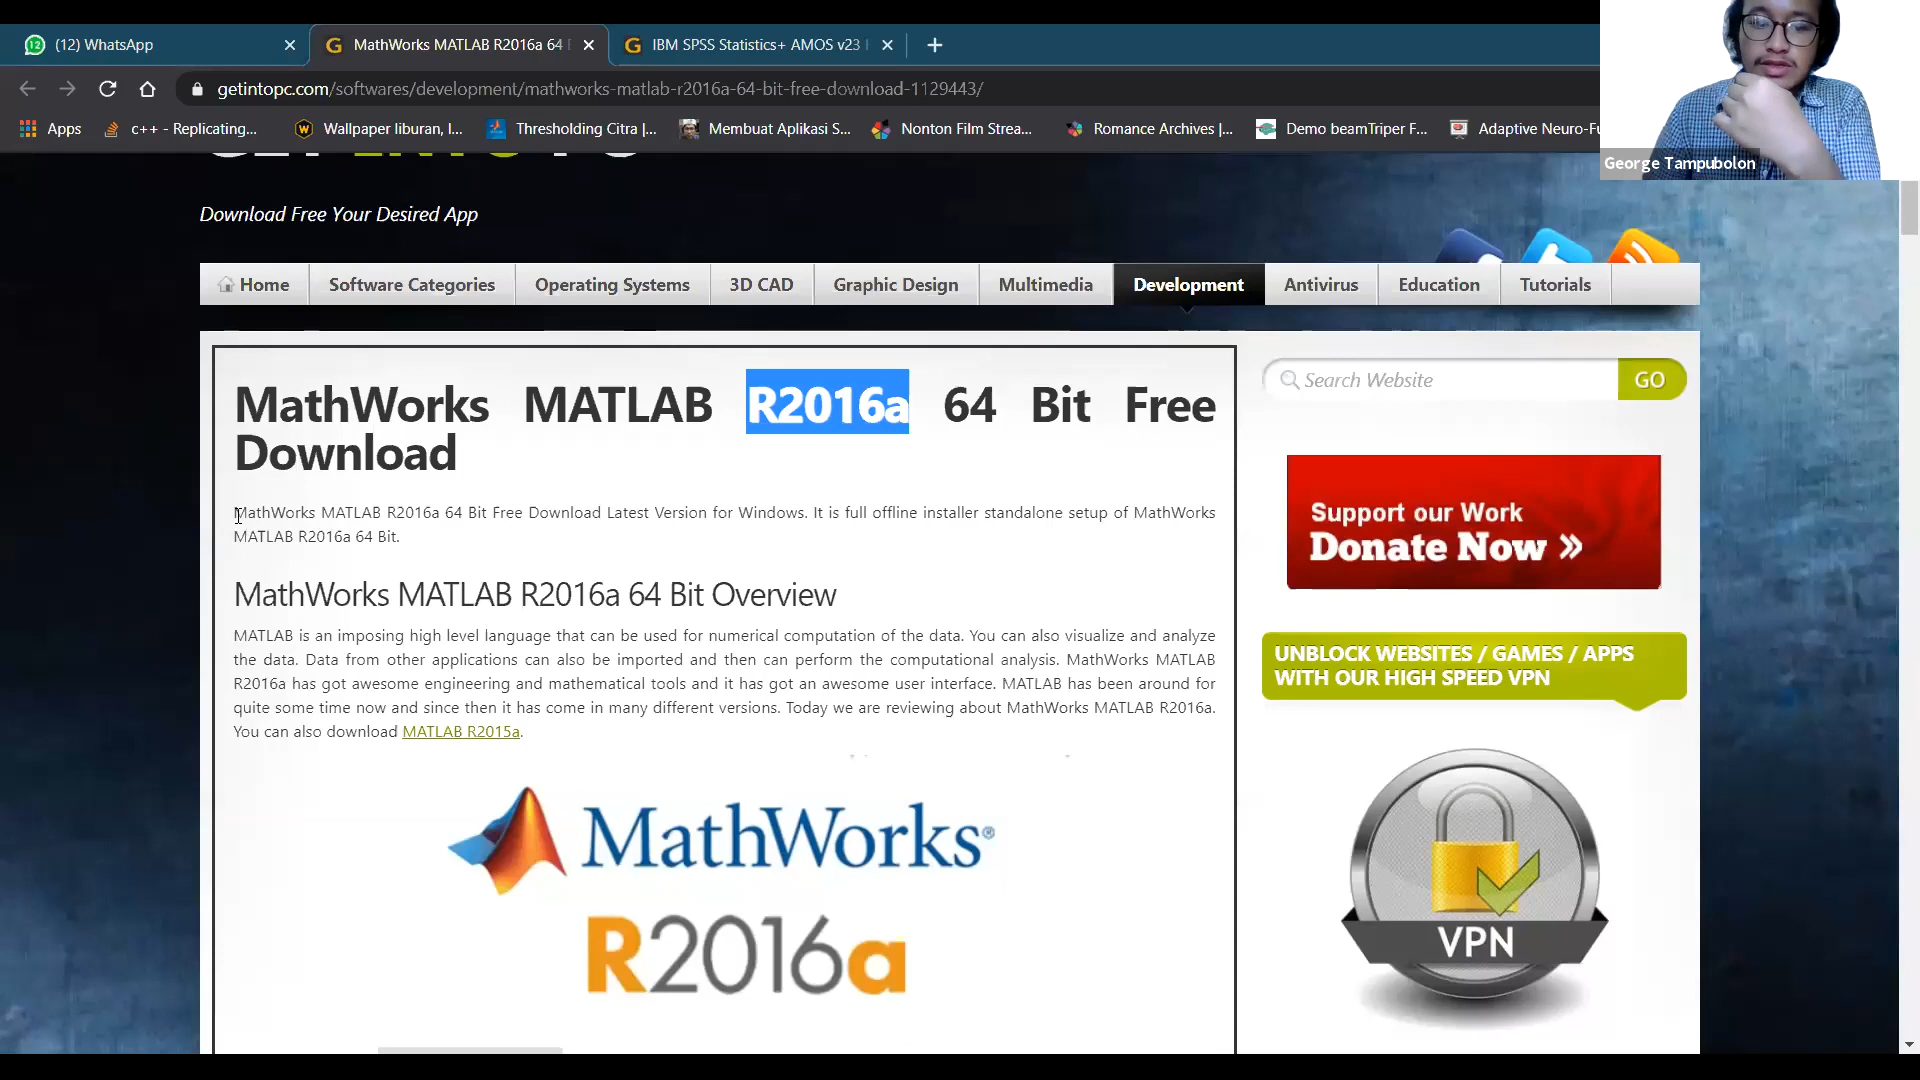 (12) WhatsApp
MathWorks MATLAB R2016a 64
IBM SPSS Statistics+ AMOS v23
getintopc.com/softwares/development/mathworks-matlab-r2016a-64-bit-free-download-1129443/
Apps
c++ - Replicating...
Wallpaper liburan, I...
Thresholding Citra |...
Membuat Aplikasi S...
Nonton Film Strea...
Romance Archives |...
Demo beamTriper F...
Adaptive Neuro-Fu
George Tampubolon
Download Free Your Desired App
Home
Software Categories
Operating Systems
3D CAD
Graphic Design
Multimedia
Development
Antivirus
Education
Tutorials
MathWorks MATLAB R2016a 64 Bit Free
Download
Search Website
GO
MathWorks MATLAB R2016a 64 Bit Free Download Latest Version for Windows. It is full offline installer standalone setup of MathWorks
MATLAB R2016a 64 Bit.
Support our Work
Donate Now »
MathWorks MATLAB R2016a 64 Bit Overview
MATLAB is an imposing high level language that can be used for numerical computation of the data. You can also visualize and analyze
the data. Data from other applications can also be imported and then can perform the computational analysis. MathWorks MATLAB
R2016a has got awesome engineering and mathematical tools and it has got an awesome user interface. MATLAB has been around for
quite some time now and since then it has come in many different versions. Today we are reviewing about MathWorks MATLAB R2016a.
You can also download MATLAB R2015a.
UNBLOCK WEBSITES / GAMES / APPS
WITH OUR HIGH SPEED VPN
MathWorks®
R2016a
VPN